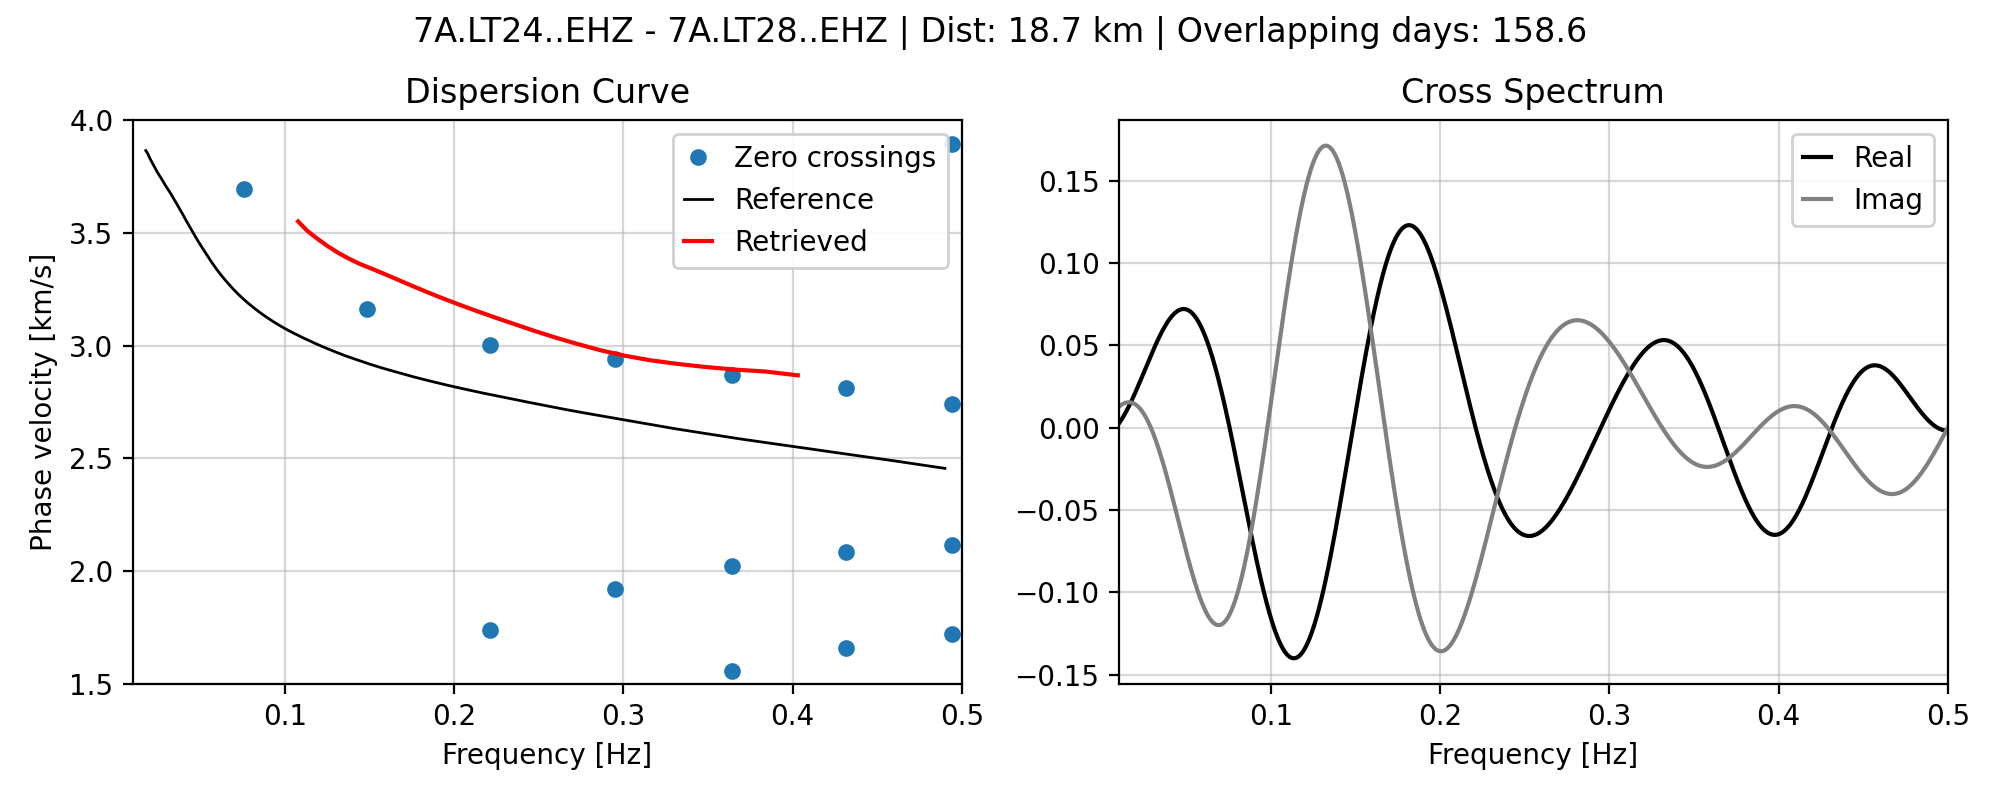 7A.LT24..EHZ - 7A.LT28..EHZ | Dist: 18.7 km | Overlapping days: 158.6
Dispersion Curve
4.0
3.5
3.0
2.5
2.0
1.5
Phase velocity [km/s]
0.1 0.2 0.3 0.4 0.5
Frequency [Hz]
Zero crossings
Reference
Retrieved
Cross Spectrum
0.15
0.10
0.05
0.00
−0.05
−0.10
−0.15
0.1 0.2 0.3 0.4 0.5
Frequency [Hz]
Real
Imag